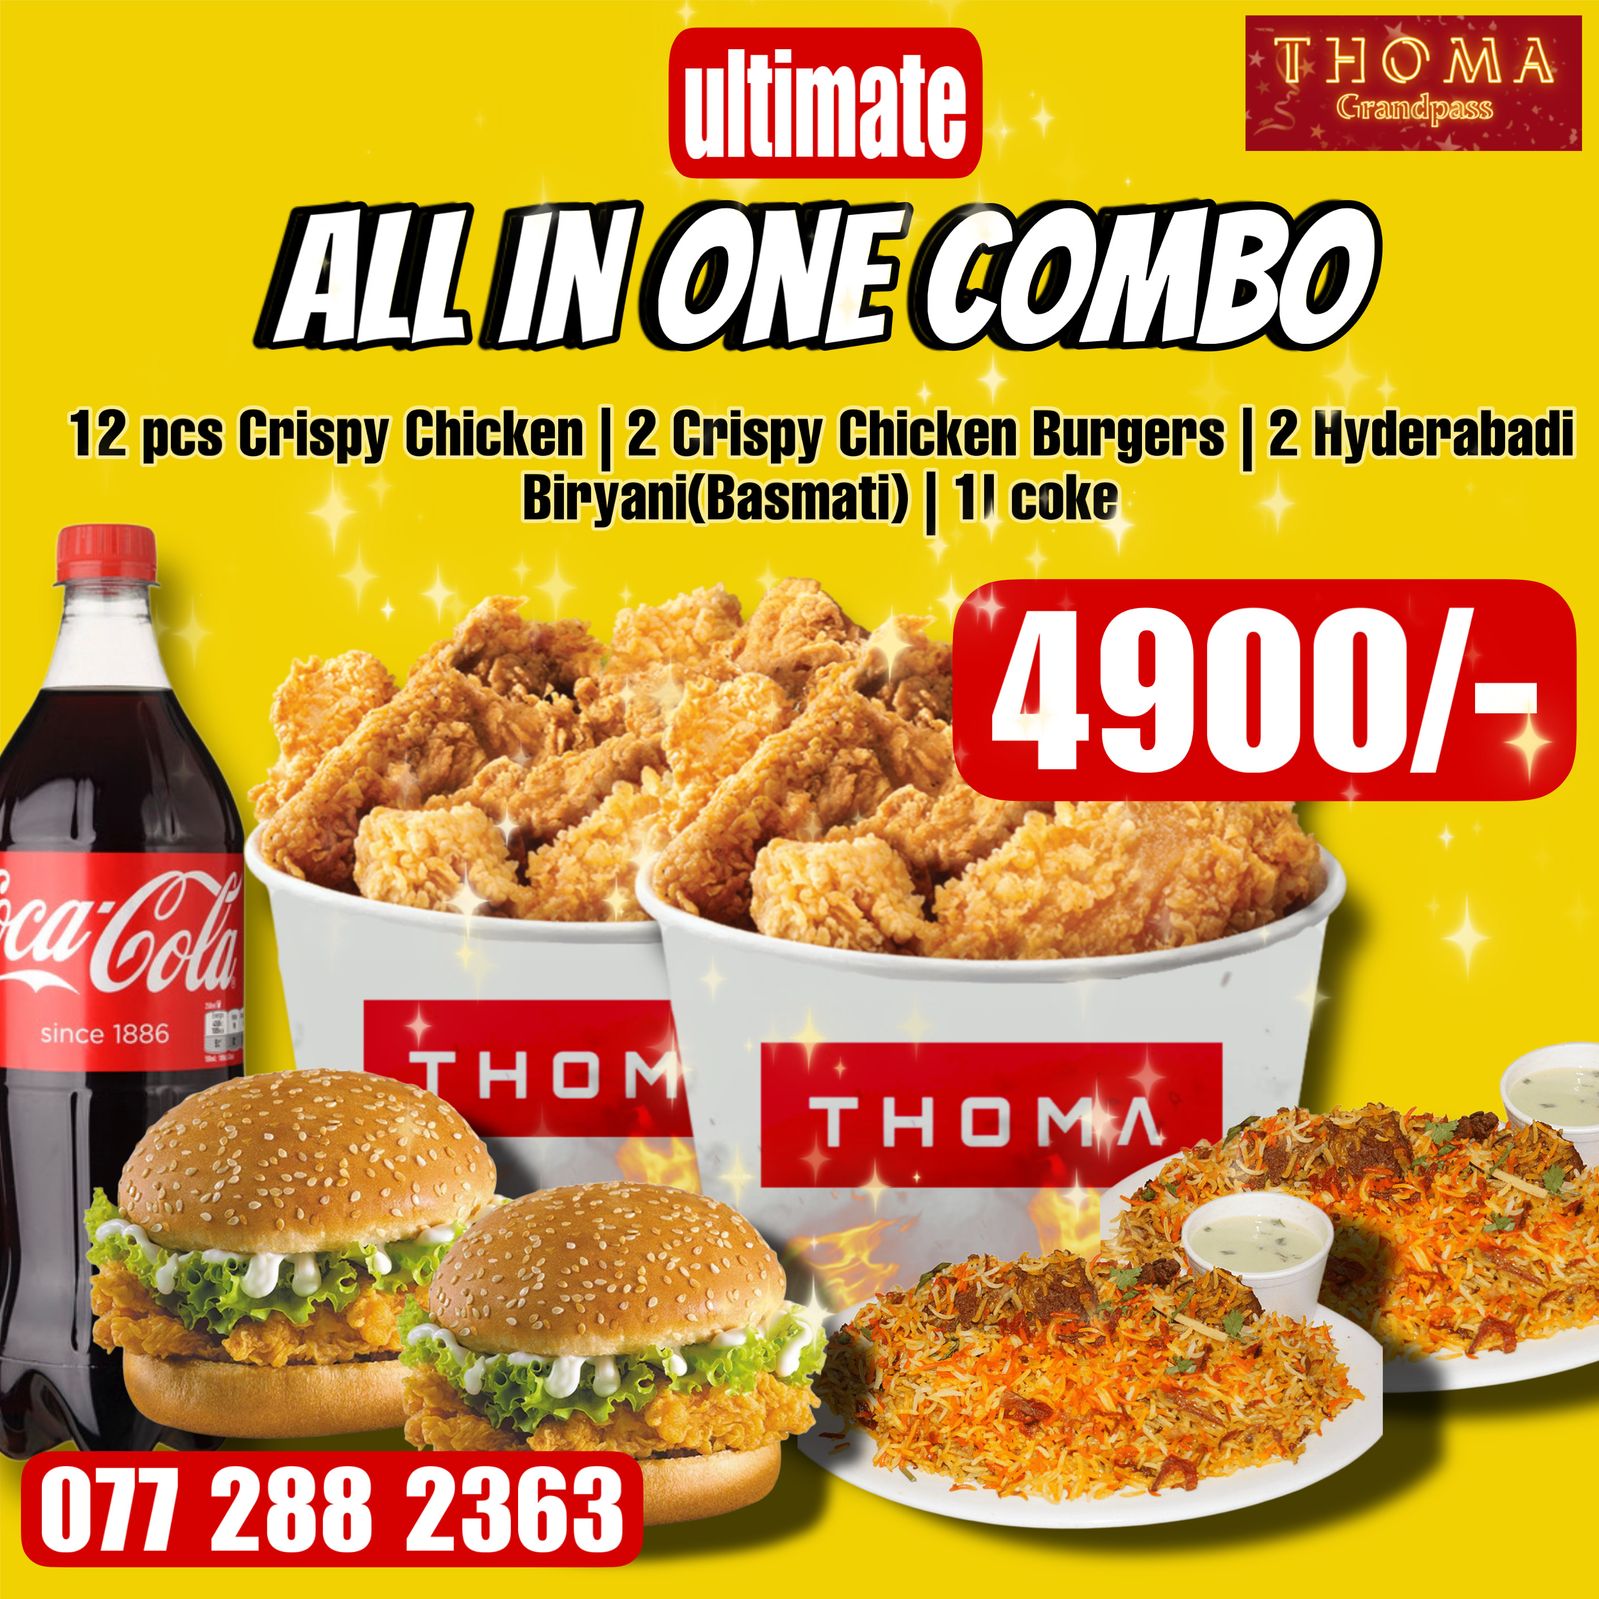 ultimate
THOMA
Grandpass
ALL IN ONE COMBO
12 pcs Crispy Chicken | 2 Crispy Chicken Burgers | 2 Hyderabadi
Biryani(Basmati) | 1l coke
4900/-
Coca-Cola
since 1886
THOM
THOMA
077 288 2363